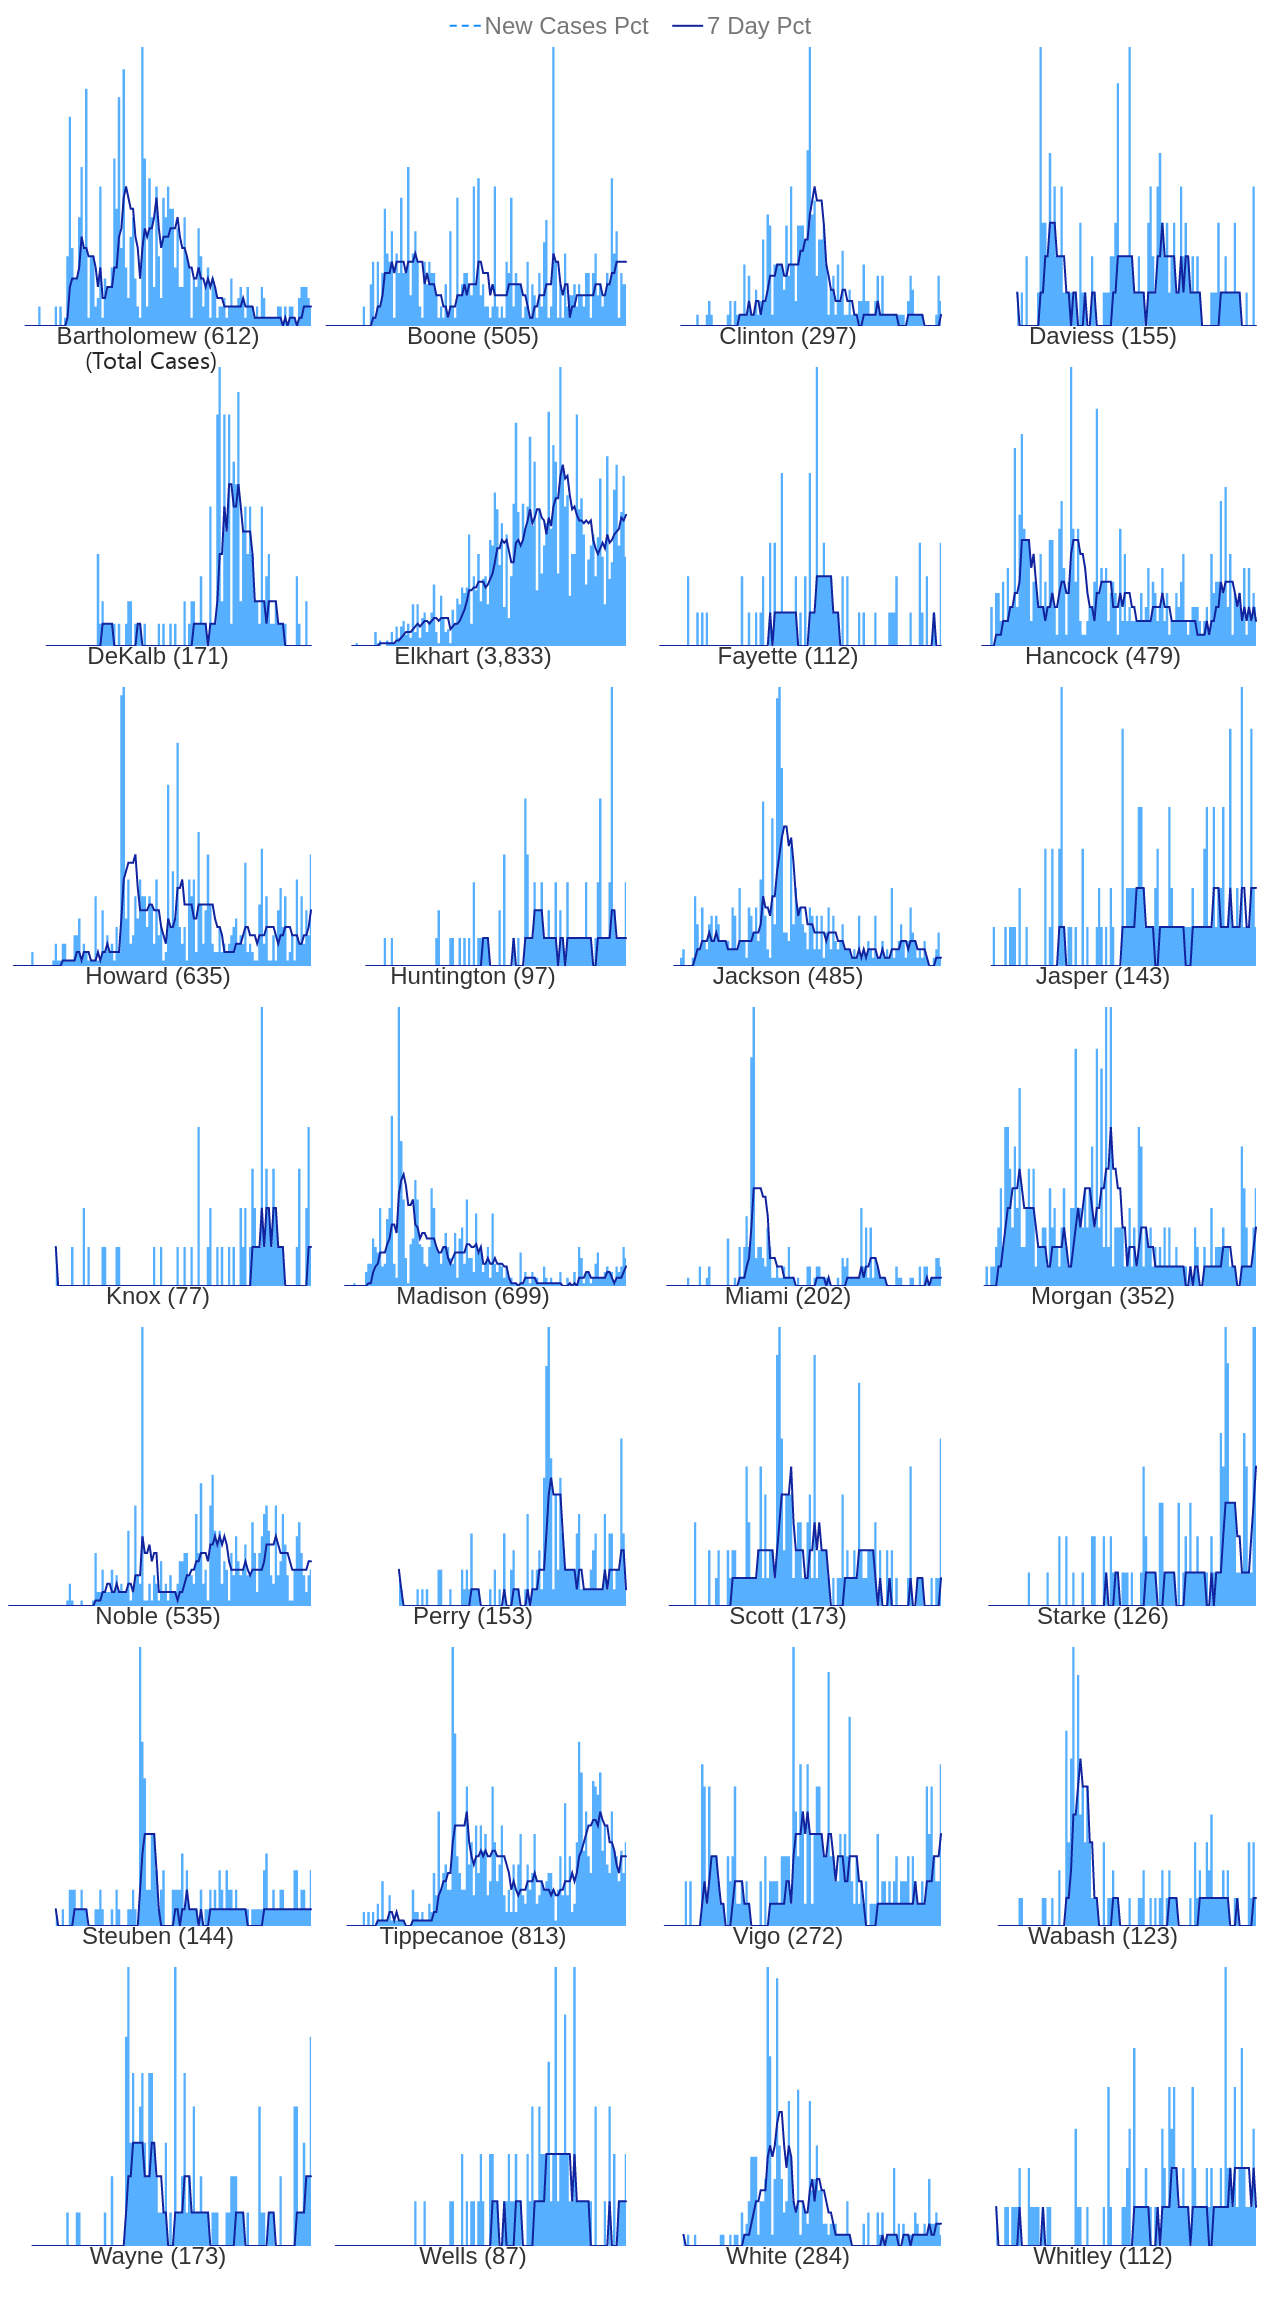 New Cases Pct 7 Day Pct
Bartholomew (612) Boone (505) Clinton (297) Daviess (155)
(Total Cases)
DeKalb (171) Elkhart (3,833) Fayette (112) Hancock (479)
Howard (635) Huntington (97) Jackson (485) Jasper (143)
Knox (77) Madison (699) Miami (202) Morgan (352)
Noble (535) Perry (153) Scott (173) Starke (126)
Steuben (144) Tippecanoe (813) Vigo (272) Wabash (123)
Wayne (173) Wells (87) White (284) Whitley (112)